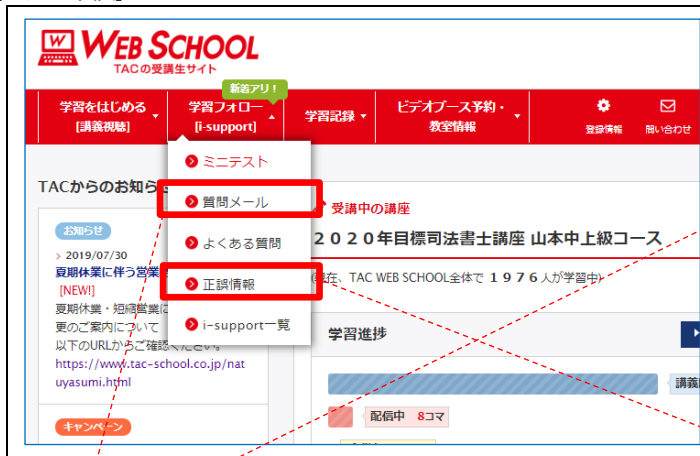 WEB SCHOOL
TACの受講生サイト
新着アリ！
学習をはじめる
[講義視聴]
学習フォロー
[i-support]
学習記録
ビデオブース予約・
教室情報
登録情報
問い合わせ
ミニテスト
質問メール
よくある質問
正誤情報
i-support一覧
TACからのお知ら
お知らせ
2019/07/30
夏期休業に伴う営業
[NEW!]
夏期休業・短縮営業に
更のご案内について
以下のURLからご確認ください。
https://www.tac-school.co.jp/nat
uyasumi.html
キャンペーン
受講中の講座
２０２０年目標司法書士講座 山本中上級コース
在、TAC WEB SCHOOL全体で １９７６人が学習中)
学習進捗
講義
配信中 8コマ